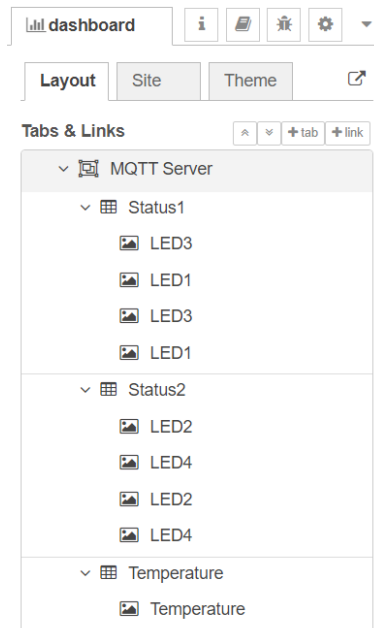 dashboard
i
Layout Site Theme
Tabs & Links
tab link
MQTT Server
Status1
LED3
LED1
LED3
LED1
Status2
LED2
LED4
LED2
LED4
Temperature
Temperature